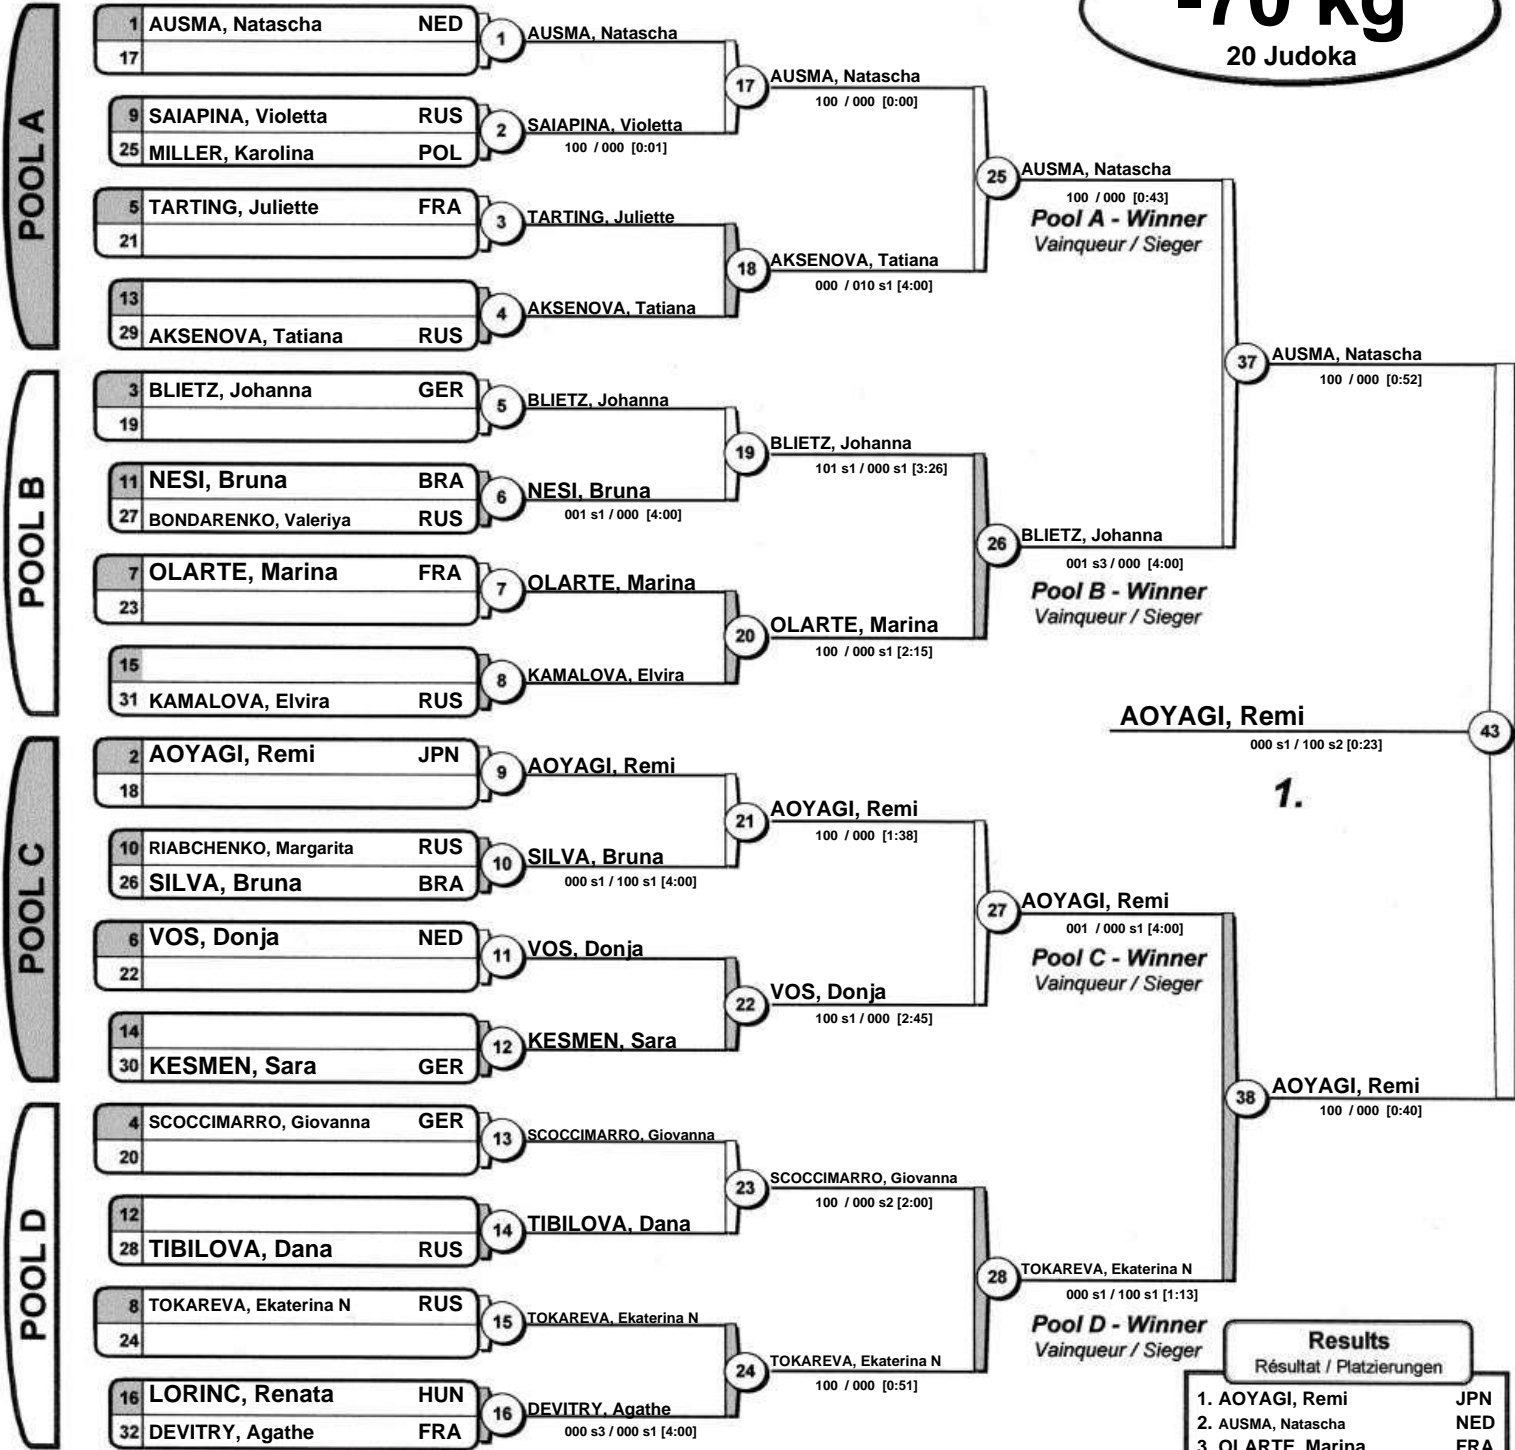 -70 kg
20 Judoka
POOL A
1 AUSMA, Natascha NED
17
9 SAIAPINA, Violetta RUS
25 MILLER, Karolina POL
5 TARTING, Juliette FRA
21
13
29 AKSENOVA, Tatiana RUS
POOL B
3 BLIETZ, Johanna GER
19
11 NESI, Bruna BRA
27 BONDARENKO, Valeriya RUS
7 OLARTE, Marina FRA
23
15
31 KAMALOVA, Elvira RUS
POOL C
2 AOYAGI, Remi JPN
18
10 RIABCHENKO, Margarita RUS
26 SILVA, Bruna BRA
6 VOS, Donja NED
22
14
30 KESMEN, Sara GER
POOL D
4 SCOCCIMARRO, Giovanna GER
20
12
28 TIBILOVA, Dana RUS
8 TOKAREVA, Ekaterina N RUS
24
16 LORINC, Renata HUN
32 DEVITRY, Agathe FRA
1 AUSMA, Natascha
2 SAIAPINA, Violetta
100 / 000 [0:01]
3 TARTING, Juliette
4 AKSENOVA, Tatiana
5 BLIETZ, Johanna
6 NESI, Bruna
001 s1 / 000 [4:00]
7 OLARTE, Marina
8 KAMALOVA, Elvira
9 AOYAGI, Remi
10 SILVA, Bruna
000 s1 / 100 s1 [4:00]
11 VOS, Donja
12 KESMEN, Sara
13 SCOCCIMARRO, Giovanna
14 TIBILOVA, Dana
15 TOKAREVA, Ekaterina N
16 DEVITRY, Agathe
000 s3 / 000 s1 [4:00]
17 AUSMA, Natascha
100 / 000 [0:00]
18 AKSENOVA, Tatiana
000 / 010 s1 [4:00]
19 BLIETZ, Johanna
101 s1 / 000 s1 [3:26]
20 OLARTE, Marina
100 / 000 s1 [2:15]
21 AOYAGI, Remi
100 / 000 [1:38]
22 VOS, Donja
100 s1 / 000 [2:45]
23 SCOCCIMARRO, Giovanna
100 / 000 s2 [2:00]
24 TOKAREVA, Ekaterina N
100 / 000 [0:51]
25 AUSMA, Natascha
100 / 000 [0:43]
Pool A - Winner
Vainqueur / Sieger
26 BLIETZ, Johanna
001 s3 / 000 [4:00]
Pool B - Winner
Vainqueur / Sieger
27 AOYAGI, Remi
001 / 000 s1 [4:00]
Pool C - Winner
Vainqueur / Sieger
28 TOKAREVA, Ekaterina N
000 s1 / 100 s1 [1:13]
Pool D - Winner
Vainqueur / Sieger
37 AUSMA, Natascha
100 / 000 [0:52]
38 AOYAGI, Remi
100 / 000 [0:40]
AOYAGI, Remi 43
000 s1 / 100 s2 [0:23]
1.
Results
Résultat / Platzierungen
1. AOYAGI, Remi JPN
2. AUSMA, Natascha NED
3. OLARTE, Marina FRA